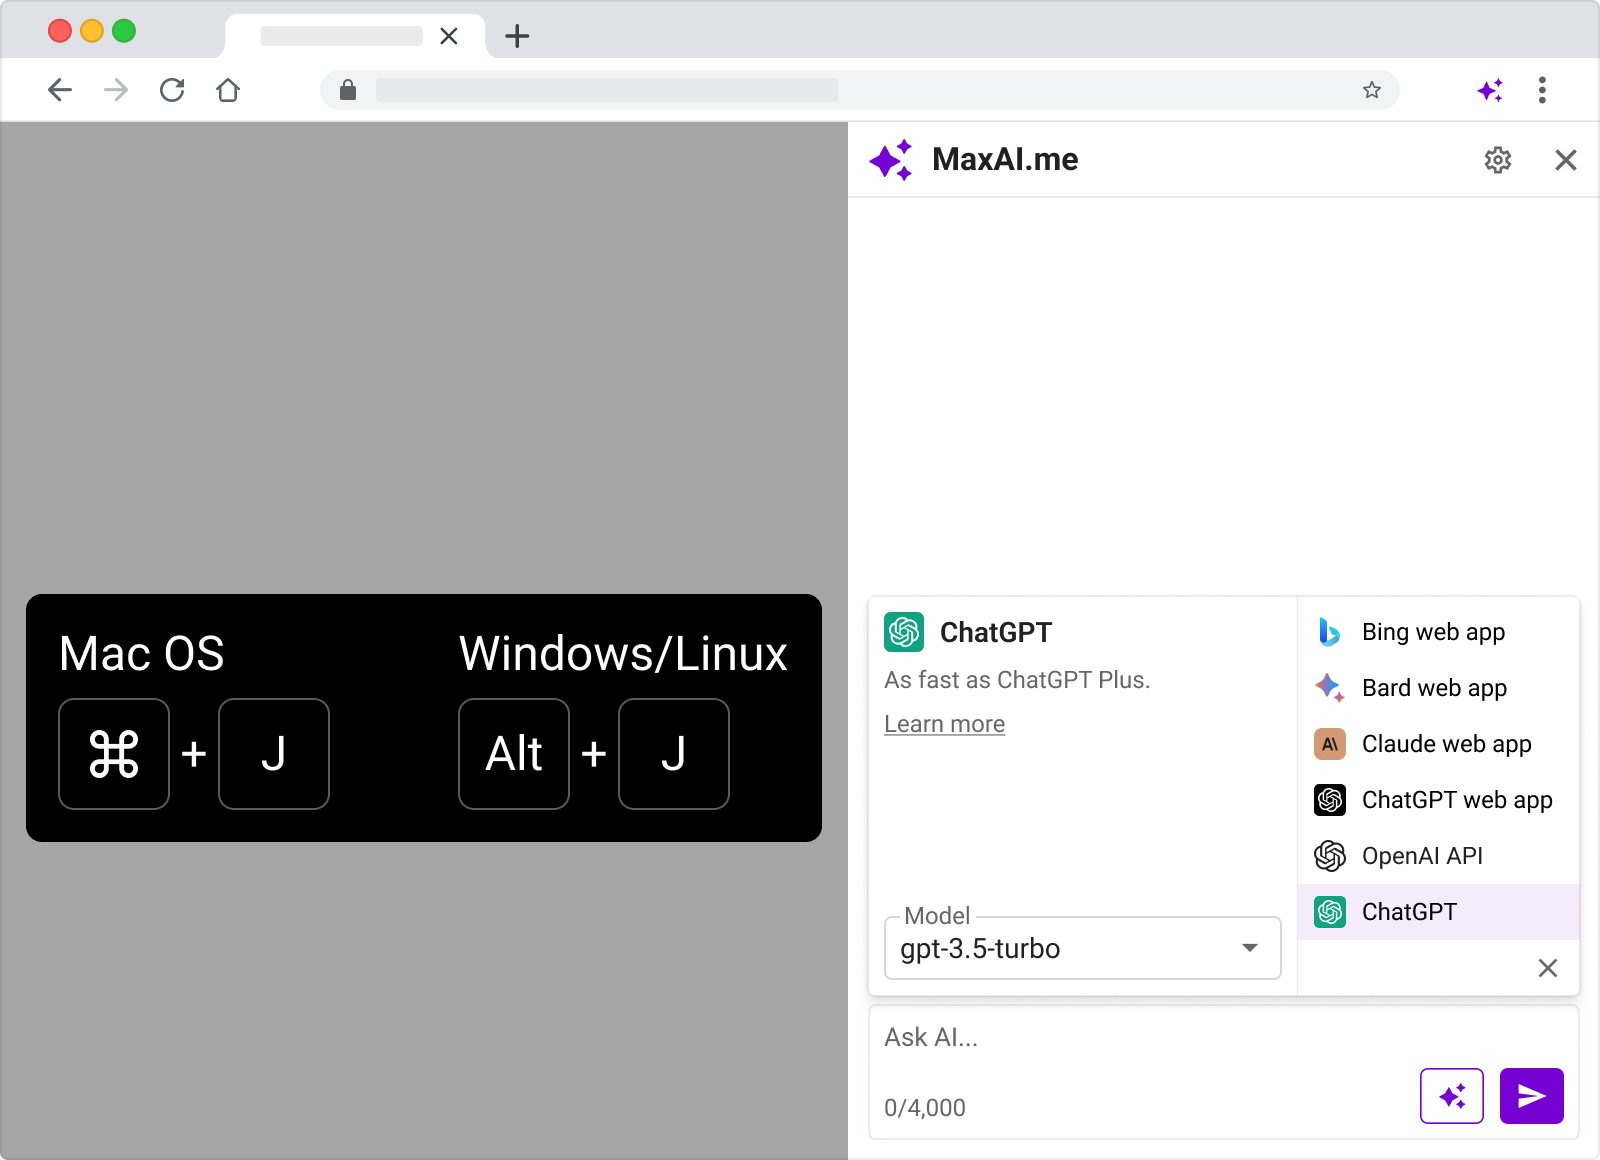 MaxAI.me
Mac OS
Windows/Linux
⌘ + J
Alt + J
ChatGPT
As fast as ChatGPT Plus.
Learn more
Model
gpt-3.5-turbo
Bing web app
Bard web app
Claude web app
ChatGPT web app
OpenAI API
ChatGPT
Ask AI...
0/4,000